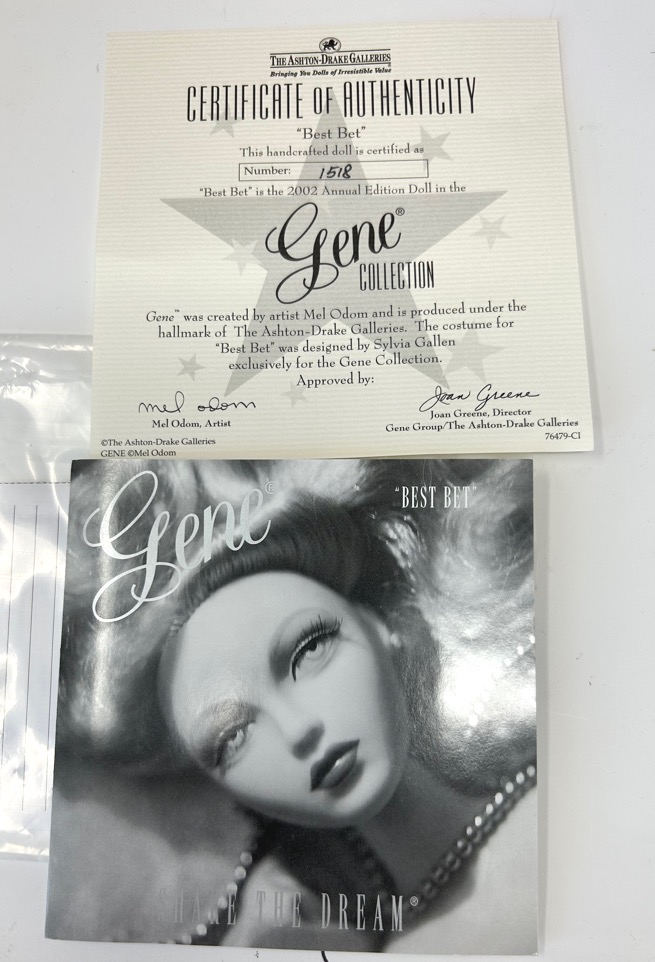 THE ASHTON-DRAKE GALLERIES®
Bringing You Dolls of Irresistible Value
CERTIFICATE OF AUTHENTICITY
"Best Bet"
This handcrafted doll is certified as
Number: 1518
"Best Bet" is the 2002 Annual Edition Doll in the
Gene®
COLLECTION
Gene™ was created by artist Mel Odom and is produced under the
hallmark of The Ashton-Drake Galleries. The costume for
"Best Bet" was designed by Sylvia Gallen
exclusively for the Gene Collection.
Approved by:
mel odom
Joan Greene
Mel Odom, Artist
Joan Greene, Director
Gene Group/The Ashton-Drake Galleries
©The Ashton-Drake Galleries
76479-CI
GENE ©Mel Odom
Gene®
"BEST BET"
SHARE THE DREAM®